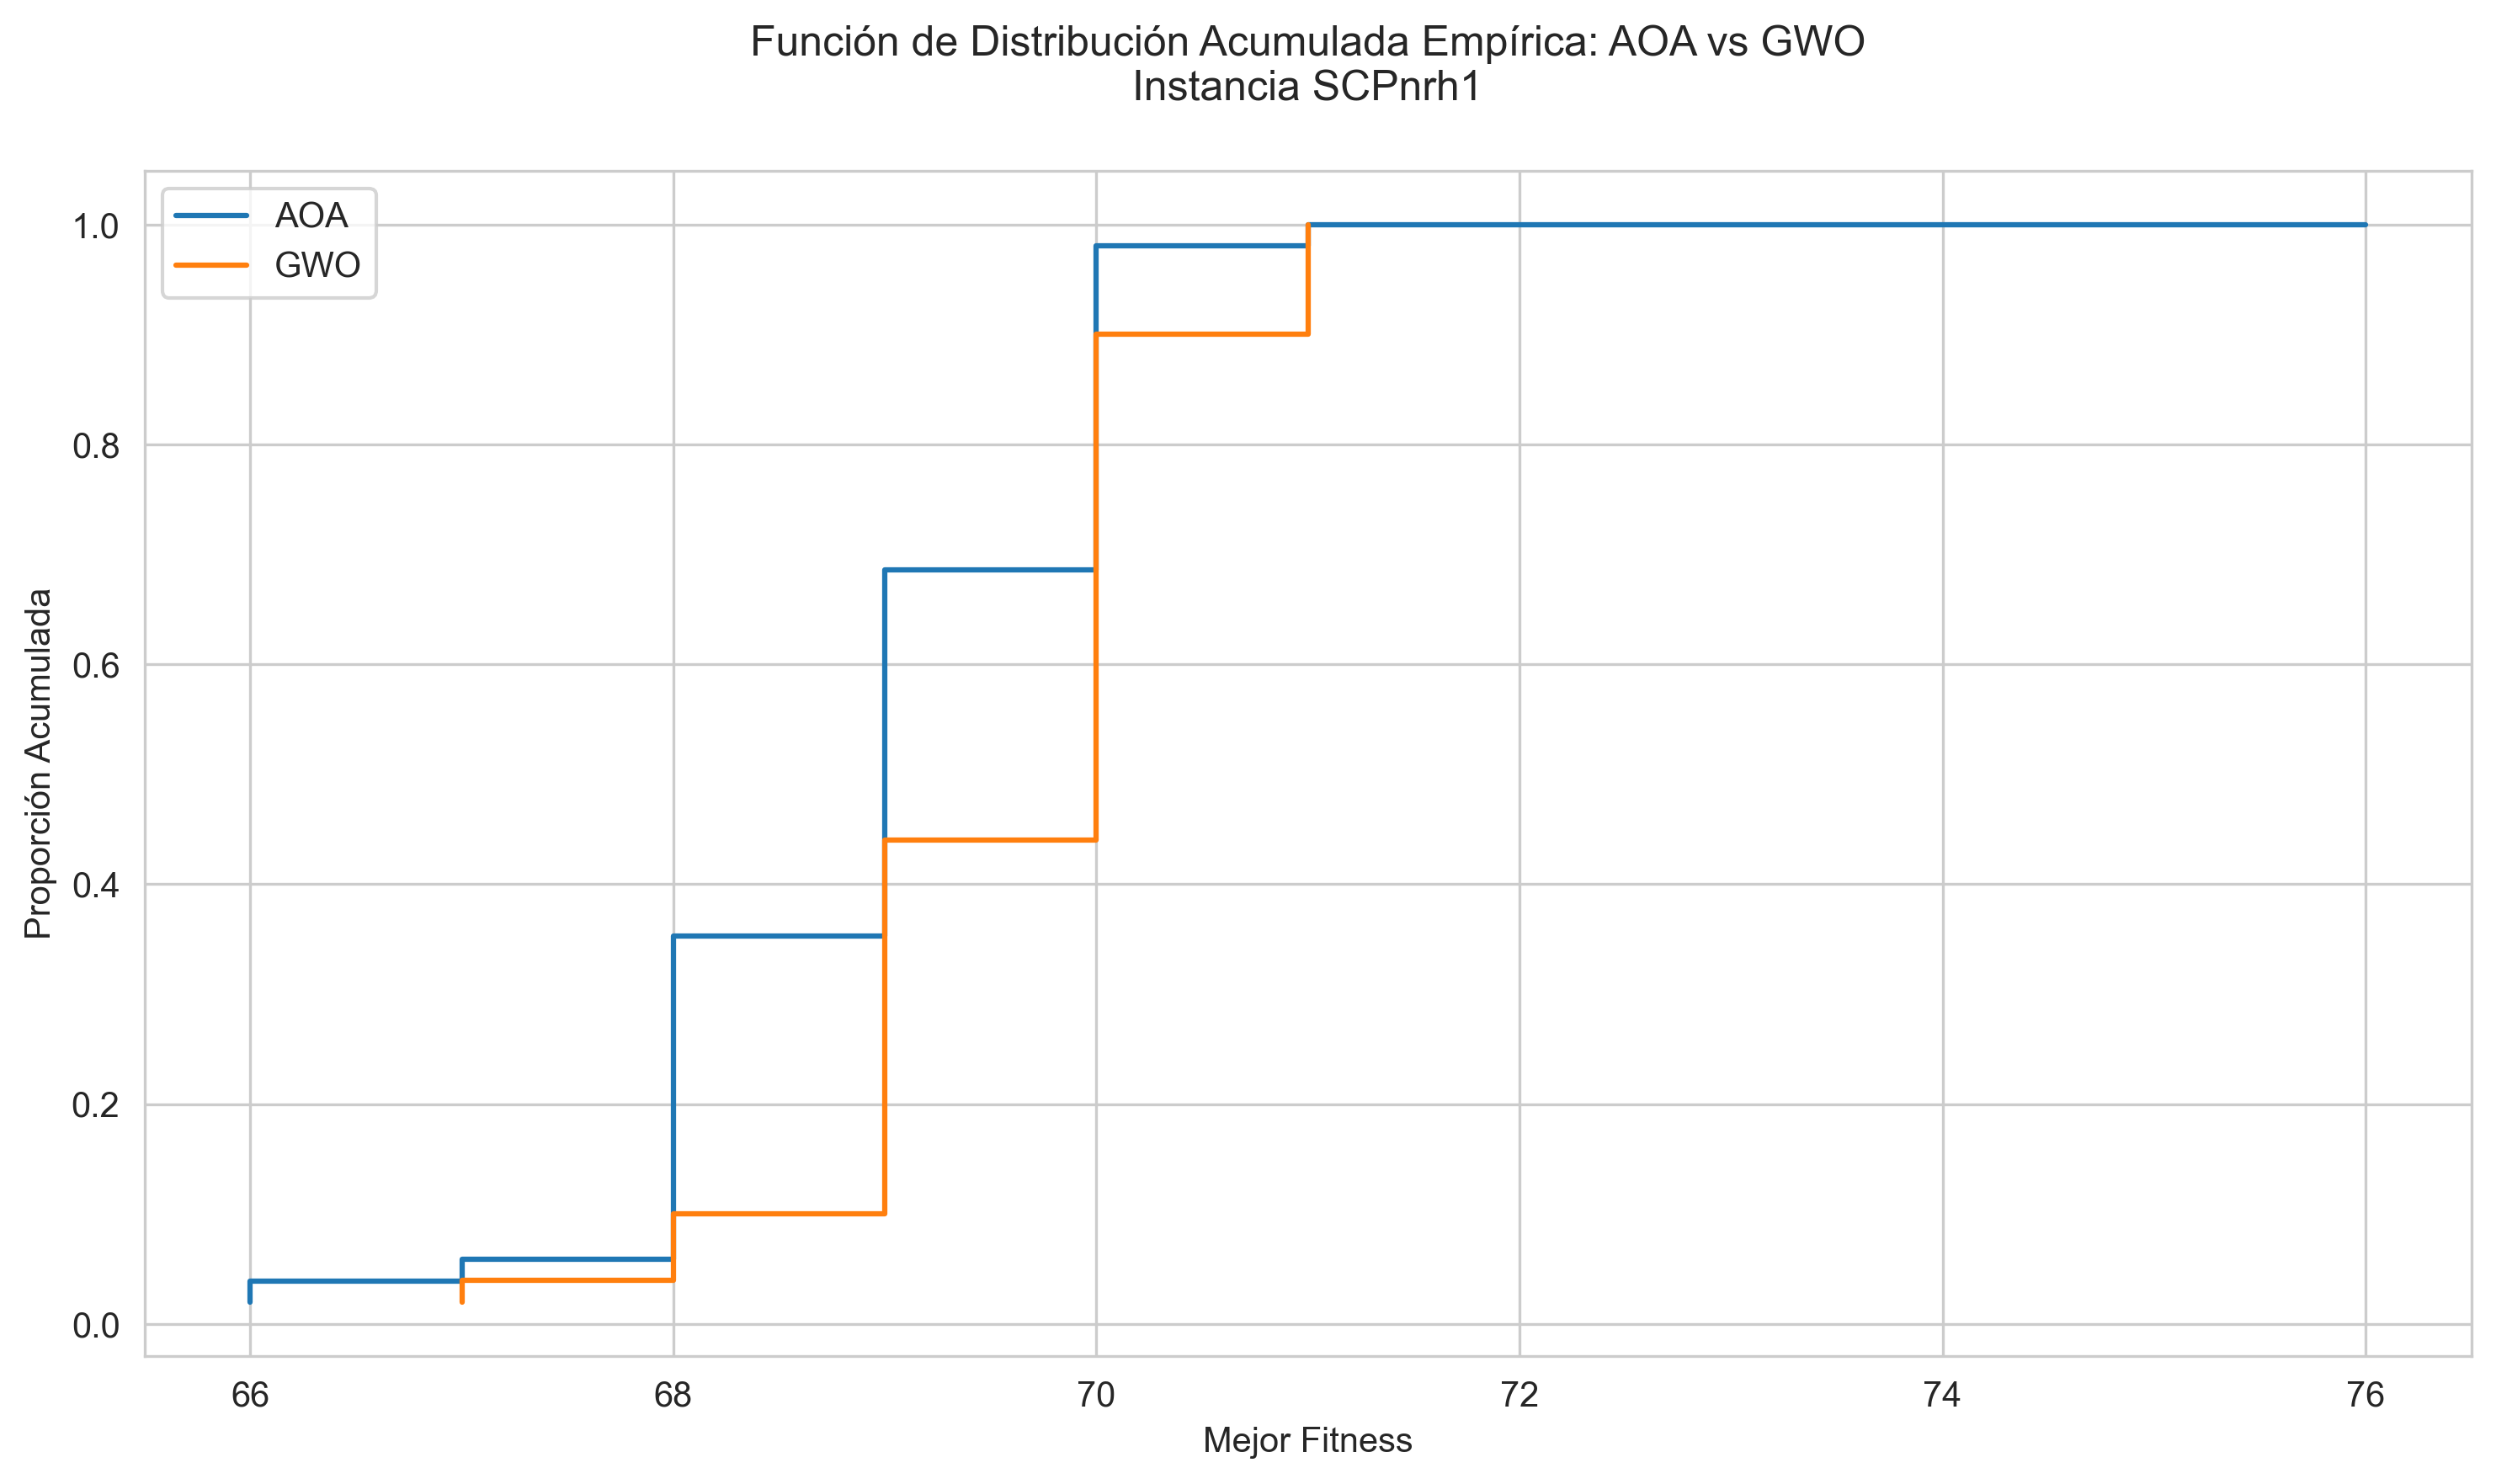 Función de Distribución Acumulada Empírica: AOA vs GWO
Instancia SCPnrh1
AOA
GWO
1.0
0.8
0.6
0.4
0.2
0.0
Proporción Acumulada
66 68 70 72 74 76
Mejor Fitness